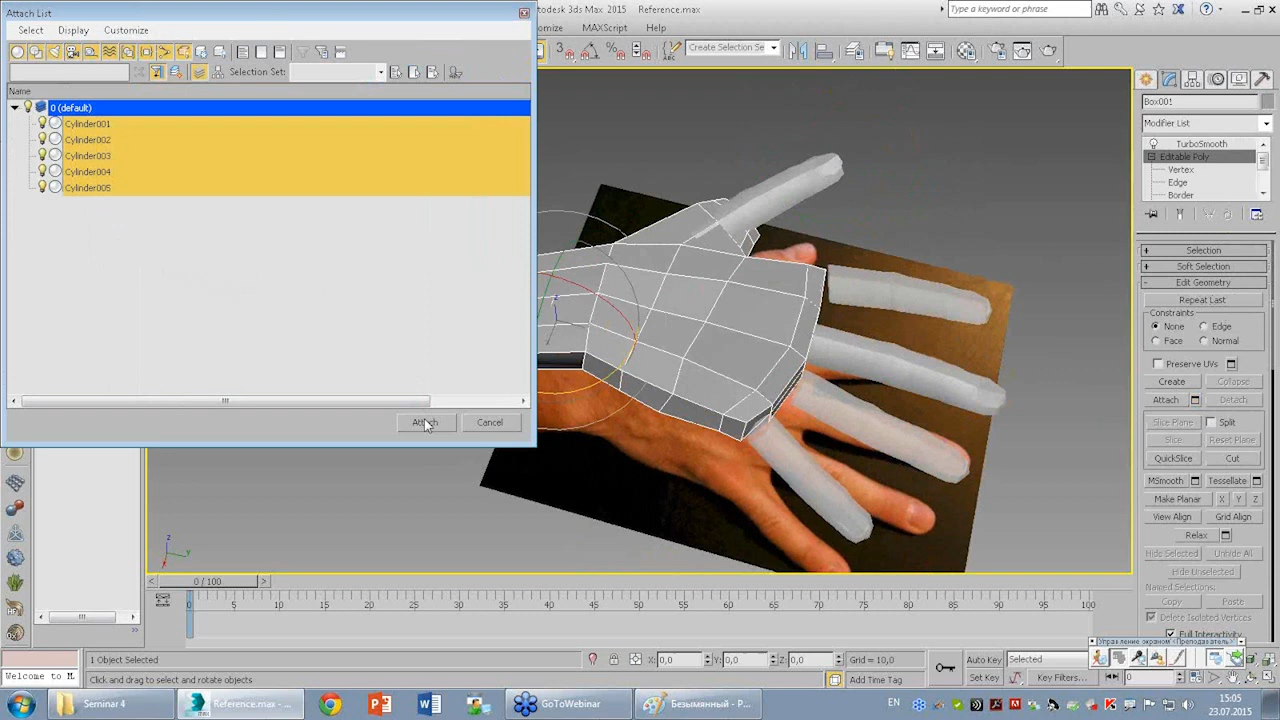 Attach List
Autodesk 3ds Max 2015 Reference.max
Type a keyword or phrase
Select Display Customize
MAXScript Help
Create Selection Se
Selection Set:
Name
0 (default)
Cylinder001
Cylinder002
Cylinder003
Cylinder004
Cylinder005
Attach Cancel
Box001
Modifier List
TurboSmooth
Editable Poly
Vertex
Edge
Border
+ Selection
+ Soft Selection
- Edit Geometry
Repeat Last
Constraints
None Edge
Face Normal
Preserve UVs
Create Collapse
Attach Detach
Slice Plane Split
Slice Reset Plane
QuickSlice Cut
MSmooth Tessellate
Make Planar X Y Z
View Align Grid Align
Relax
Hide Selected Unhide All
Hide Unselected
Named Selections:
Copy Paste
Delete Isolated Vertices
Full Interactivity
Управление экраном" (Преподаватель)
0 / 100
0 5 10 15 20 25 30 35 40 45 50 55 60 65 70 75 80 85 90 95 100
1 Object Selected
X: 0,0 Y: 0,0 Z: 0,0 Grid = 10,0
Auto Key Selected
Welcome to M
Click and drag to select and rotate objects
Add Time Tag
Set Key Key Filters...
0
Seminar 4
Reference.max - ...
GoToWebinar
Безымянный - P...
EN
15:05
23.07.2015